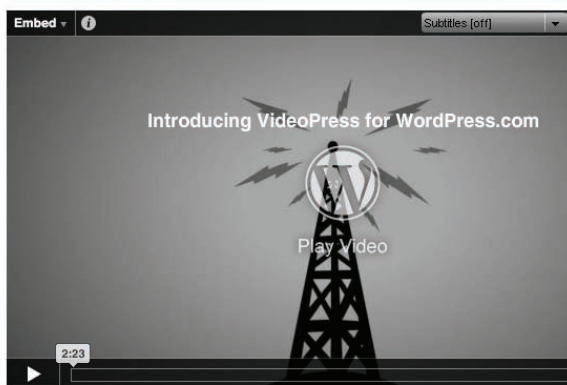 Embed
Subtitles [off]
Introducing VideoPress for WordPress.com
Play Video
2:23